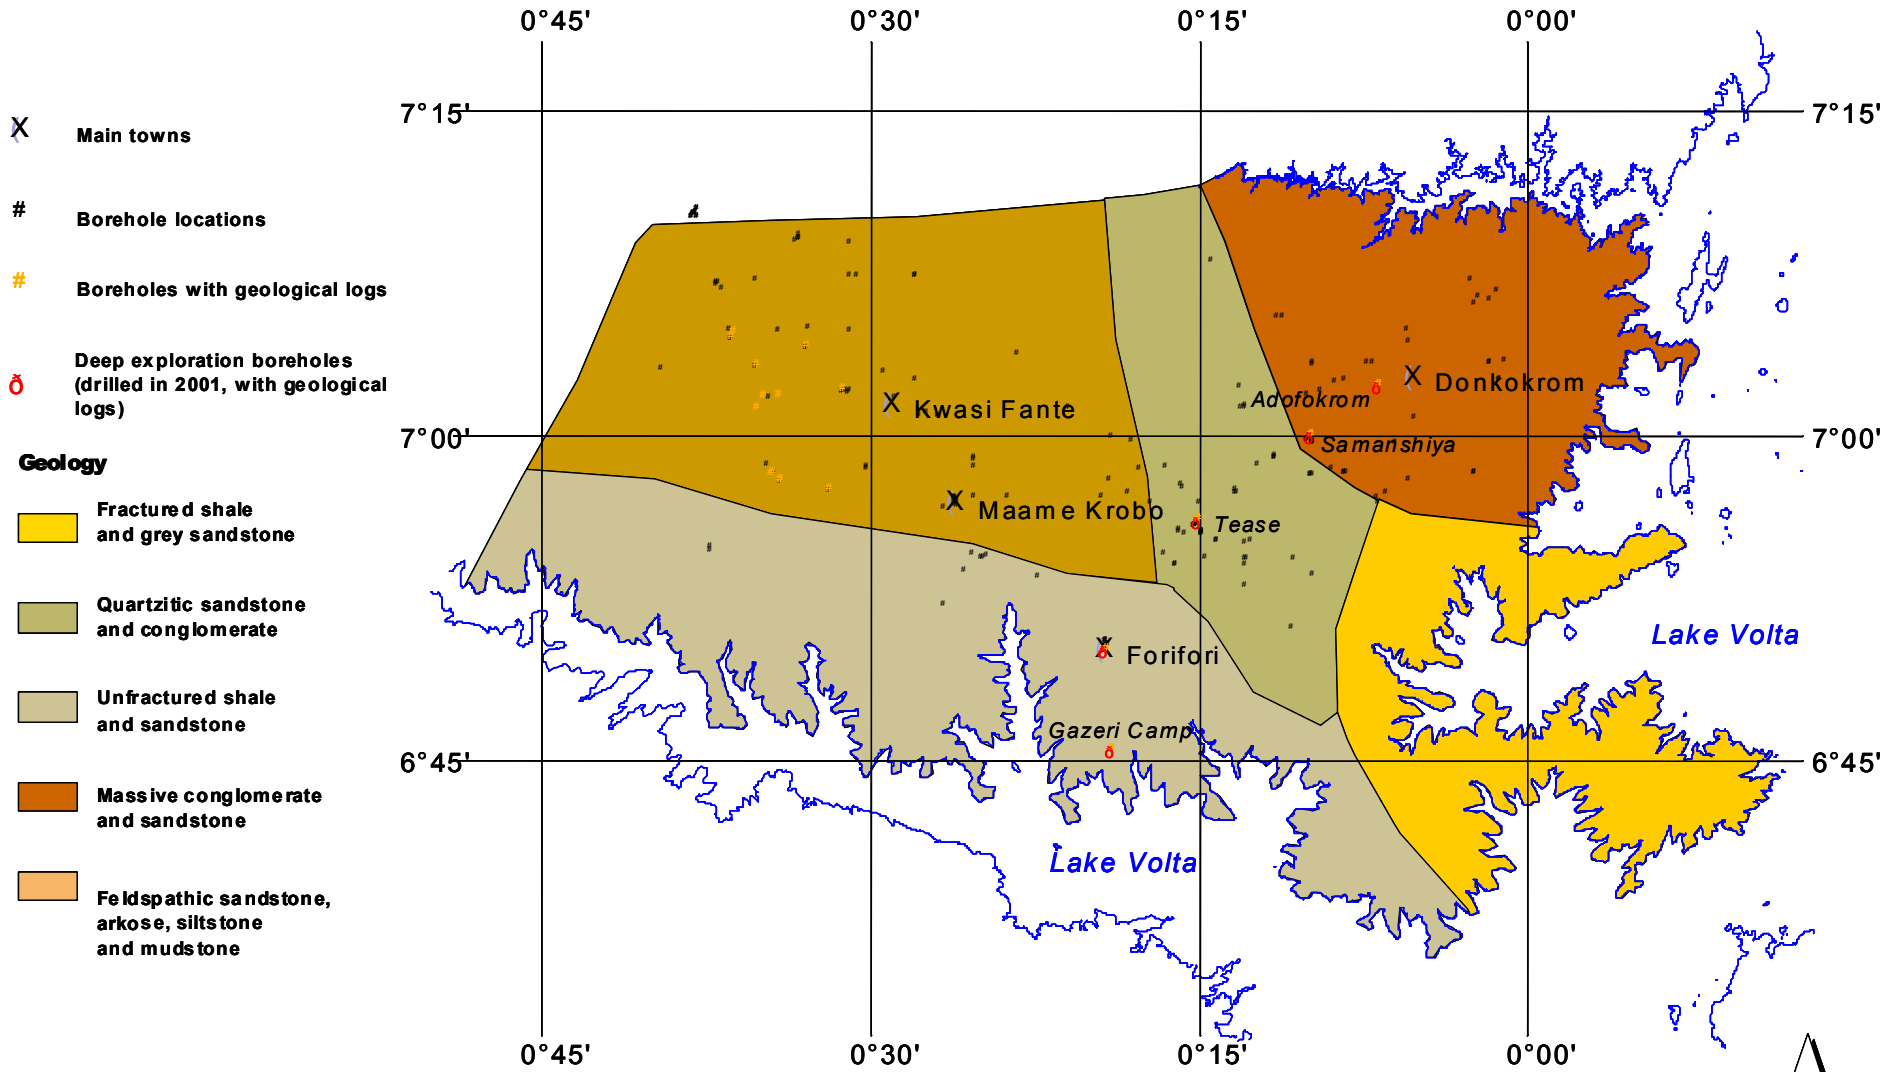 0°45' 0°30' 0°15' 0°00'
7°15' 7°15'
X Main towns
# Borehole locations
# Boreholes with geological logs
ð Deep exploration boreholes
(drilled in 2001, with geological
logs)
Geology
Fractured shale
and grey sandstone
Quartzitic sandstone
and conglomerate
Unfractured shale
and sandstone
Massive conglomerate
and sandstone
Feldspathic sandstone,
arkose, siltstone
and mudstone
X Donkokrom
Adofokrom
X Kwasi Fante
7°00'
Samanshiya
7°00'
X Maame Krobo
Tease
Lake Volta
X Forifori
Gazeri Camp
6°45' 6°45'
Lake Volta
0°45' 0°30' 0°15' 0°00'